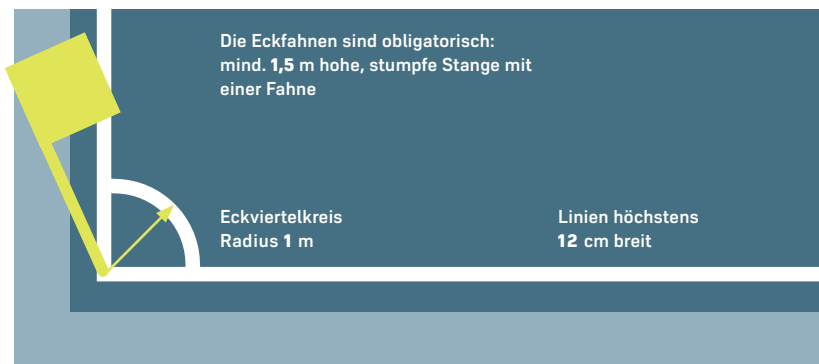 Die Eckfahnen sind obligatorisch:
mind. 1,5 m hohe, stumpfe Stange mit
einer Fahne
Eckviertelkreis
Radius 1 m
Linien höchstens
12 cm breit